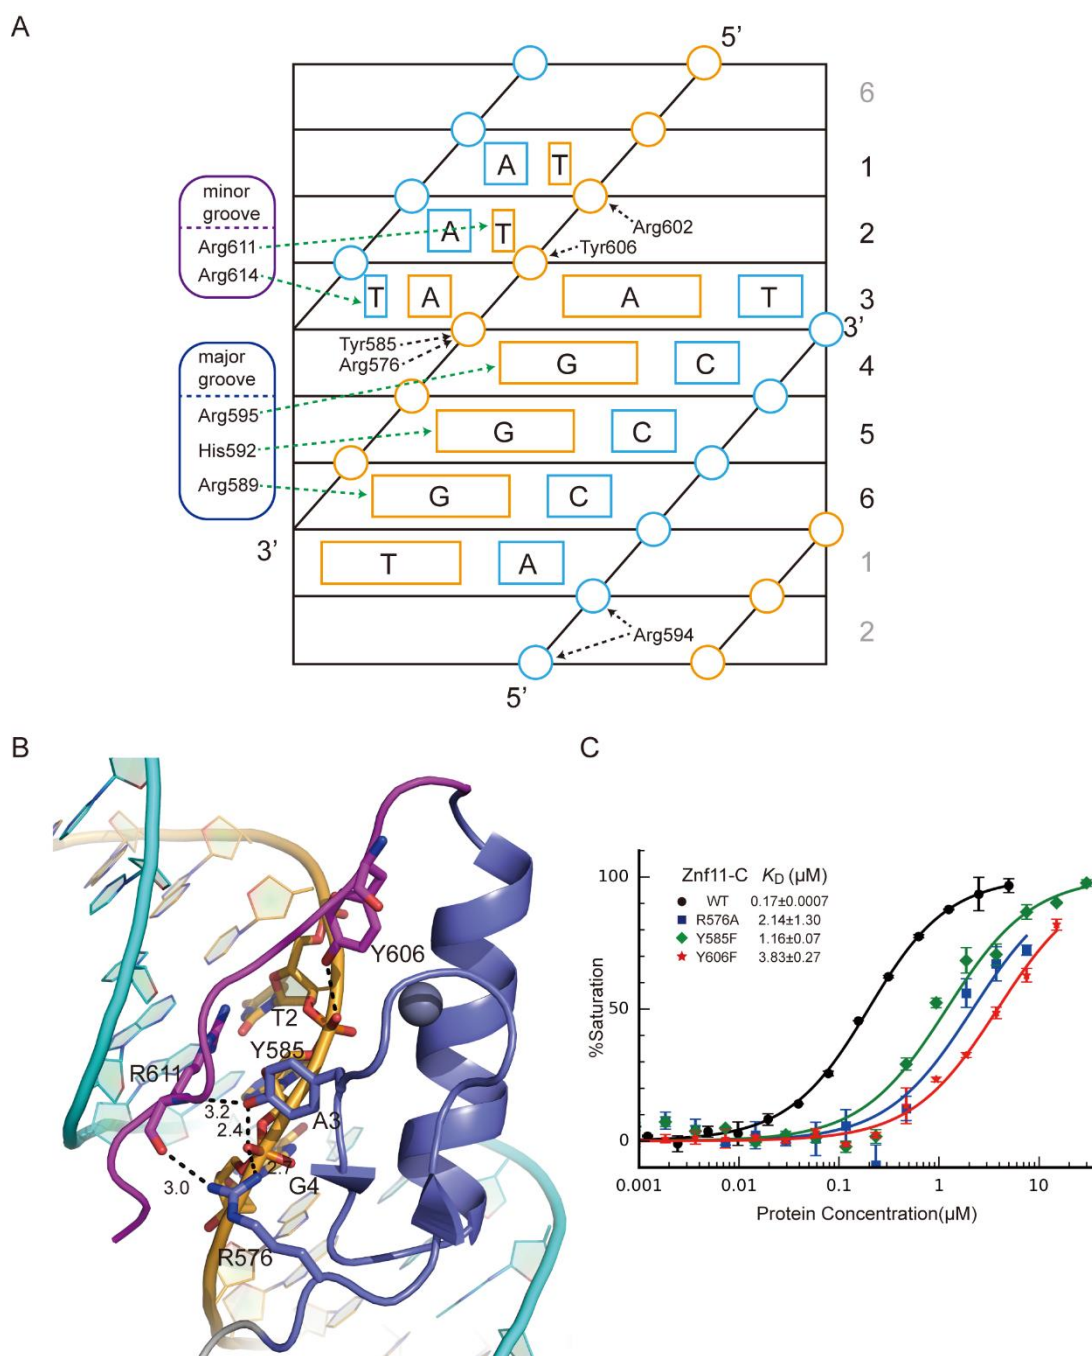 A
5’
6
A T 1
minor
groove
Arg611
Arg614
A T 2
Arg602
Tyr606
T A A T 3
3’
Tyr585
Arg576
G C 4
major
groove
Arg595
His592
Arg589
G C 5
G C 6
3’
T A 1
Arg594
2
5’
B
Y606
T2
Y585
R611
3.2
A3
2.4
2.7
G4
3.0
R576
C
Znf11-C KD (µM)
WT 0.17±0.0007
R576A 2.14±1.30
Y585F 1.16±0.07
Y606F 3.83±0.27
100
50
0
%Saturation
0.001 0.01 0.1 1 10
Protein Concentration(µM)